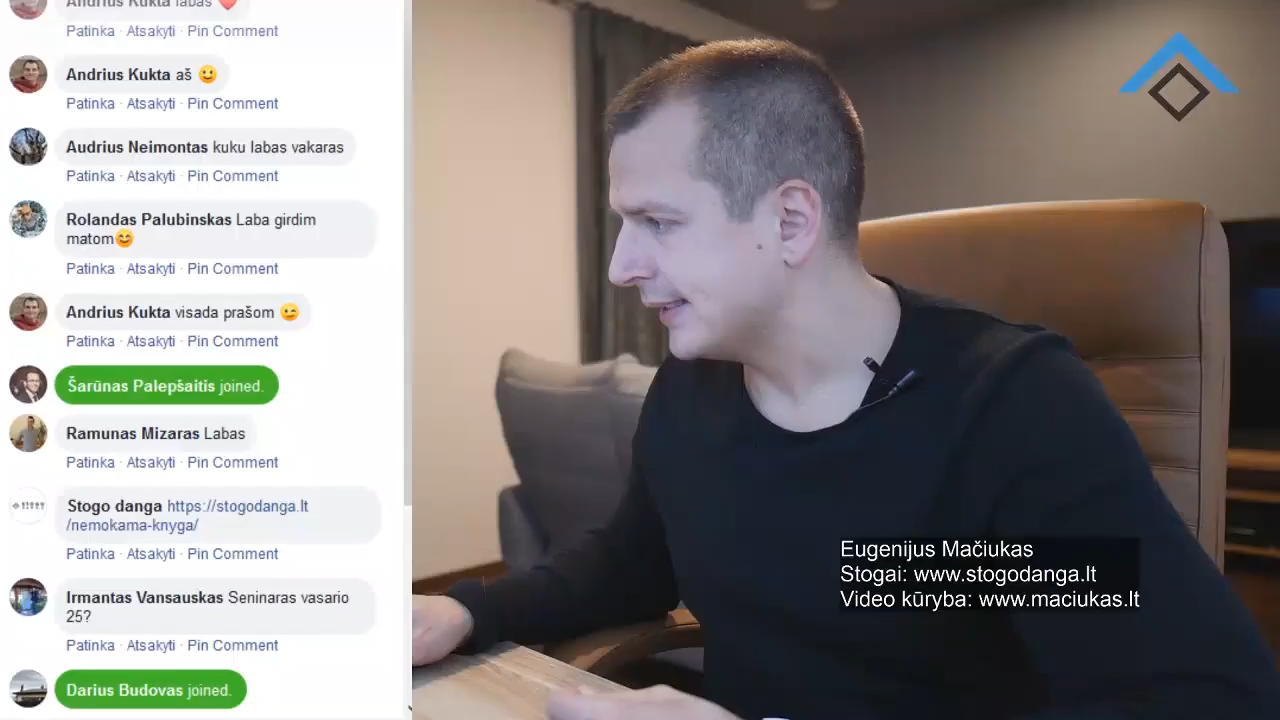 Andrius Kukta labas
Patinka · Atsakyti · Pin Comment
Andrius Kukta aš 🙂
Patinka · Atsakyti · Pin Comment
Audrius Neimontas kuku labas vakaras
Patinka · Atsakyti · Pin Comment
Rolandas Palubinskas Laba girdim
matom😊
Patinka · Atsakyti · Pin Comment
Andrius Kukta visada prašom 😉
Patinka · Atsakyti · Pin Comment
Šarūnas Palepšaitis joined.
Ramunas Mizaras Labas
Patinka · Atsakyti · Pin Comment
Stogo danga https://stogodanga.lt
/nemokama-knyga/
Patinka · Atsakyti · Pin Comment
Irmantas Vansauskas Seninaras vasario
25?
Patinka · Atsakyti · Pin Comment
Darius Budovas joined.
Eugenijus Mačiukas
Stogai: www.stogodanga.lt
Video kūryba: www.maciukas.lt